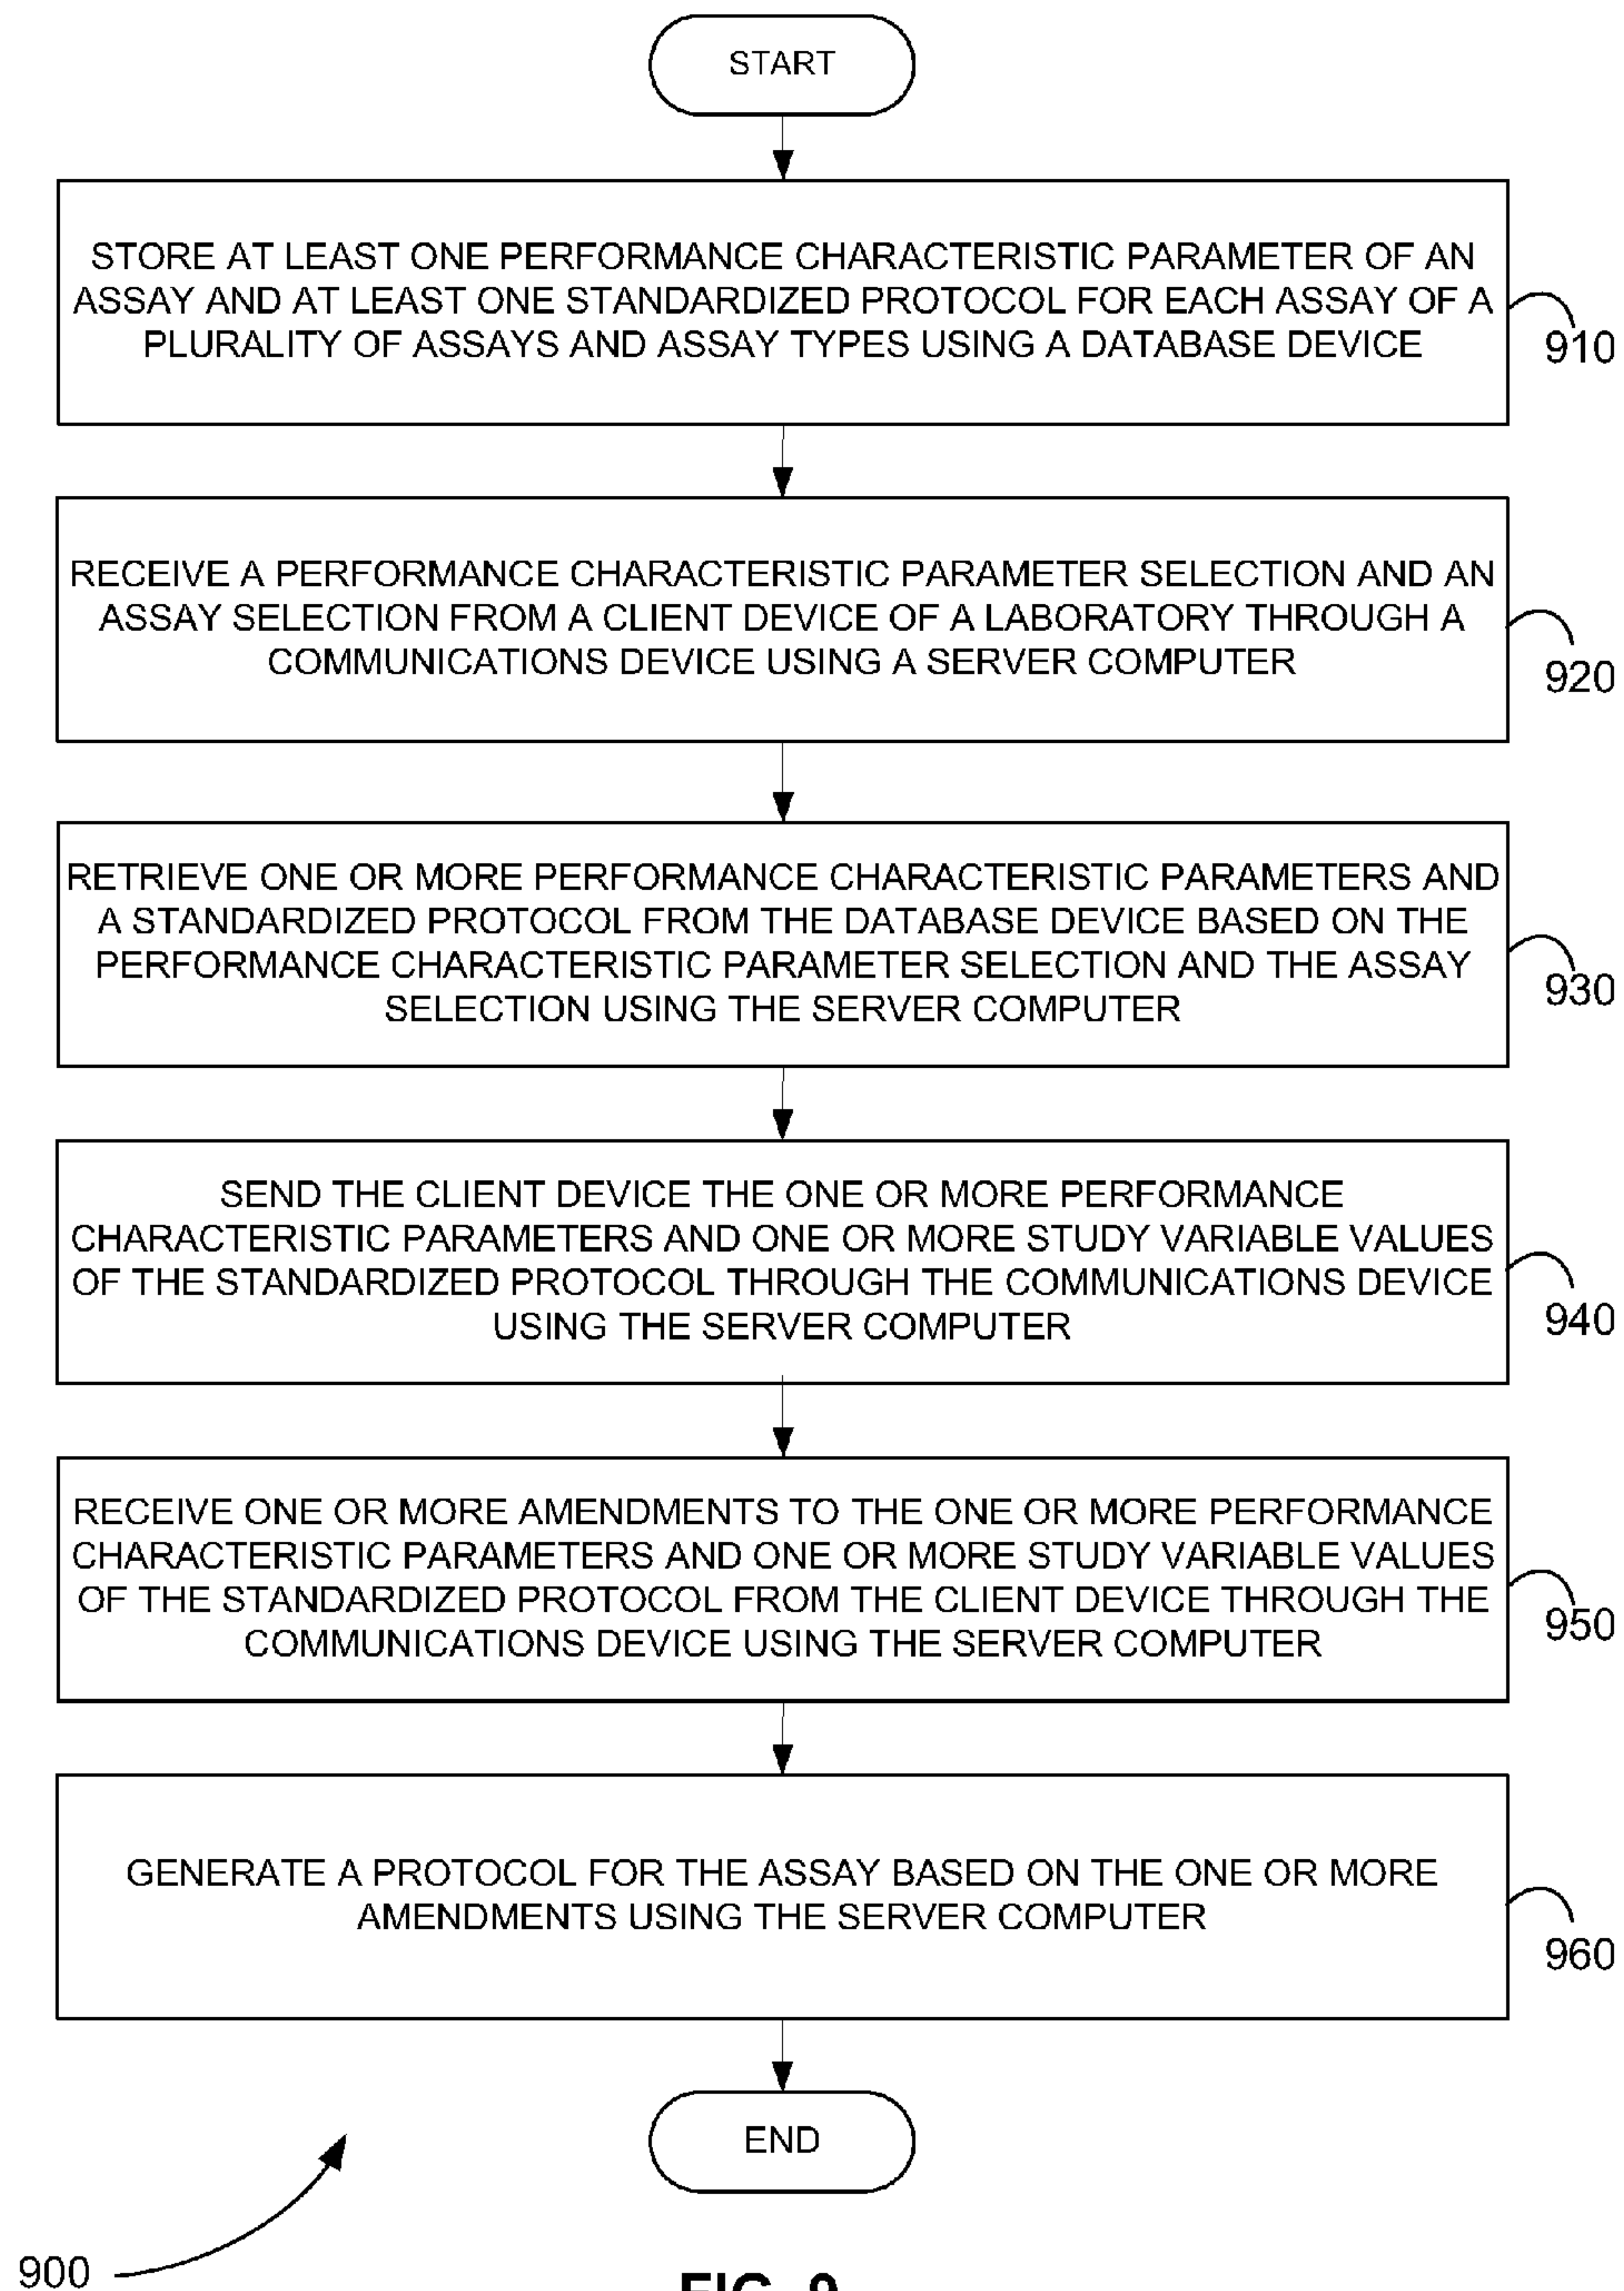 START
STORE AT LEAST ONE PERFORMANCE CHARACTERISTIC PARAMETER OF AN
ASSAY AND AT LEAST ONE STANDARDIZED PROTOCOL FOR EACH ASSAY OF A
PLURALITY OF ASSAYS AND ASSAY TYPES USING A DATABASE DEVICE
910
RECEIVE A PERFORMANCE CHARACTERISTIC PARAMETER SELECTION AND AN
ASSAY SELECTION FROM A CLIENT DEVICE OF A LABORATORY THROUGH A
COMMUNICATIONS DEVICE USING A SERVER COMPUTER
920
RETRIEVE ONE OR MORE PERFORMANCE CHARACTERISTIC PARAMETERS AND
A STANDARDIZED PROTOCOL FROM THE DATABASE DEVICE BASED ON THE
PERFORMANCE CHARACTERISTIC PARAMETER SELECTION AND THE ASSAY
SELECTION USING THE SERVER COMPUTER
930
SEND THE CLIENT DEVICE THE ONE OR MORE PERFORMANCE
CHARACTERISTIC PARAMETERS AND ONE OR MORE STUDY VARIABLE VALUES
OF THE STANDARDIZED PROTOCOL THROUGH THE COMMUNICATIONS DEVICE
USING THE SERVER COMPUTER
940
RECEIVE ONE OR MORE AMENDMENTS TO THE ONE OR MORE PERFORMANCE
CHARACTERISTIC PARAMETERS AND ONE OR MORE STUDY VARIABLE VALUES
OF THE STANDARDIZED PROTOCOL FROM THE CLIENT DEVICE THROUGH THE
COMMUNICATIONS DEVICE USING THE SERVER COMPUTER
950
GENERATE A PROTOCOL FOR THE ASSAY BASED ON THE ONE OR MORE
AMENDMENTS USING THE SERVER COMPUTER
960
END
900
FIG. 9